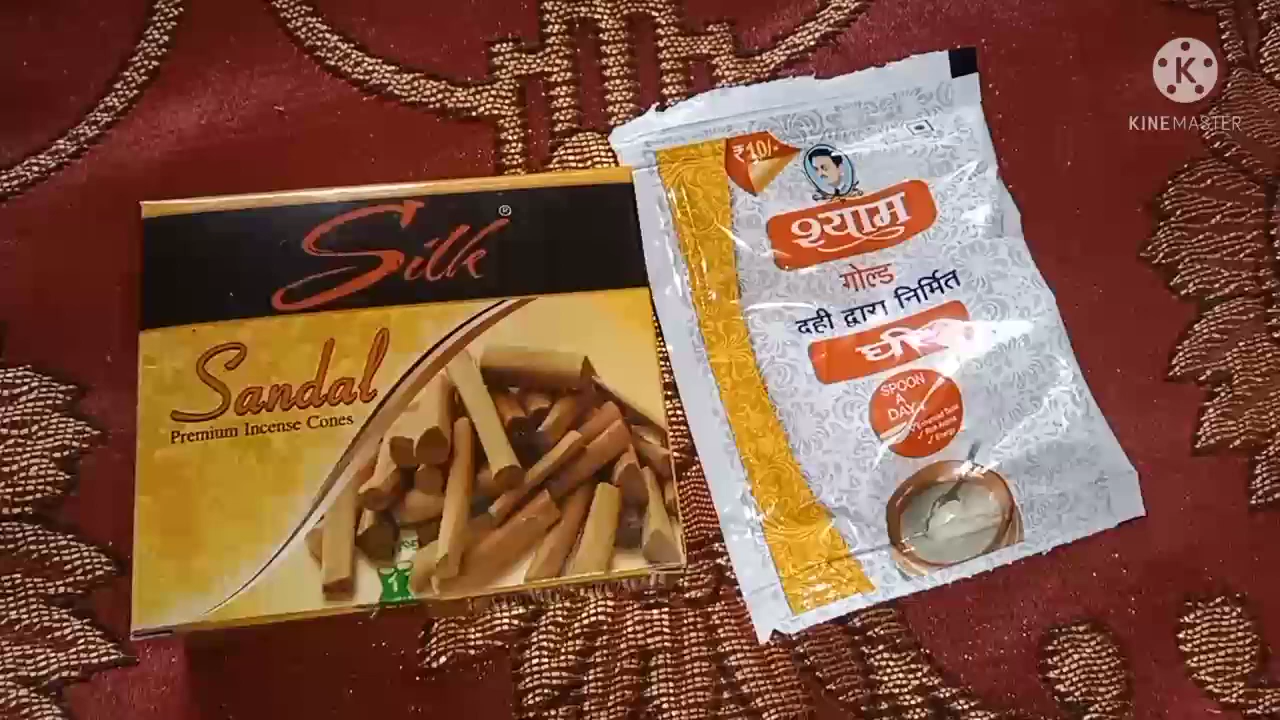 Silk®
Sandal
Premium Incense Cones
₹10/-
श्याम
गोल्ड
दही द्वारा निर्मित
घी
SPOON
A
DAY
KINEMASTER